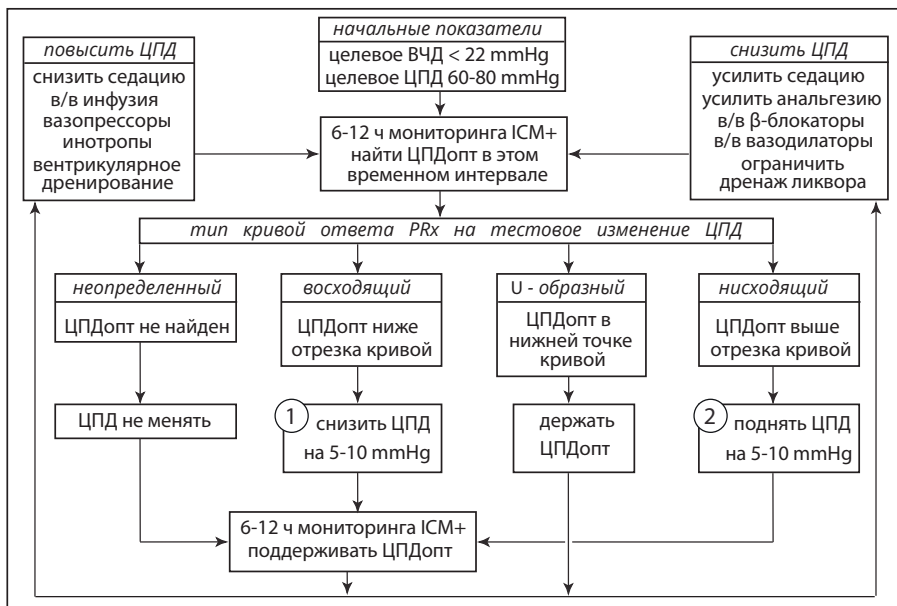 начальные показатели
целевое ВЧД < 22 mmHg
целевое ЦПД 60-80 mmHg
повысить ЦПД
снизить седацию
в/в инфузия
вазопрессоры
инотропы
вентрикулярное
дренирование
снизить ЦПД
усилить седацию
усилить анальгезию
в/в β-блокаторы
в/в вазодилаторы
ограничить
дренаж ликвора
6-12 ч мониторинга ICM+
найти ЦПДопт в этом
временном интервале
тип кривой ответа PRx на тестовое изменение ЦПД
неопределенный
ЦПДопт не найден
ЦПД не менять
восходящий
ЦПДопт ниже
отрезка кривой
1
снизить ЦПД
на 5-10 mmHg
U - образный
ЦПДопт в
нижней точке
кривой
держать
ЦПДопт
нисходящий
ЦПДопт выше
отрезка кривой
2
поднять ЦПД
на 5-10 mmHg
6-12 ч мониторинга ICM+
поддерживать ЦПДопт